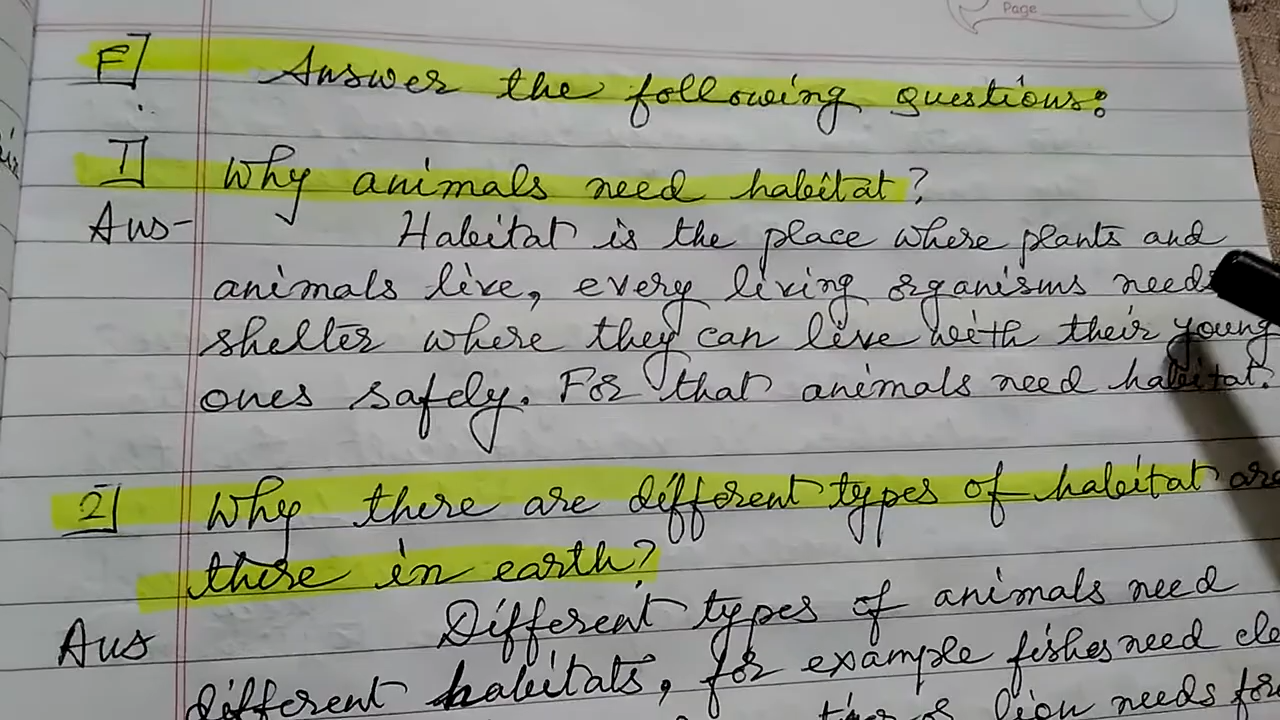 Page
F]
Answer the following questions:
1] Why animals need habitat?
Ans- Habitat is the place where plants and
animals live, every living organisms needs
shelter where they can live with their young
ones safely. For that animals need habitat.
2] Why there are different types of habitat are
there in earth?
Ans Different types of animals need
different habitats, for example fishes need
lion needs